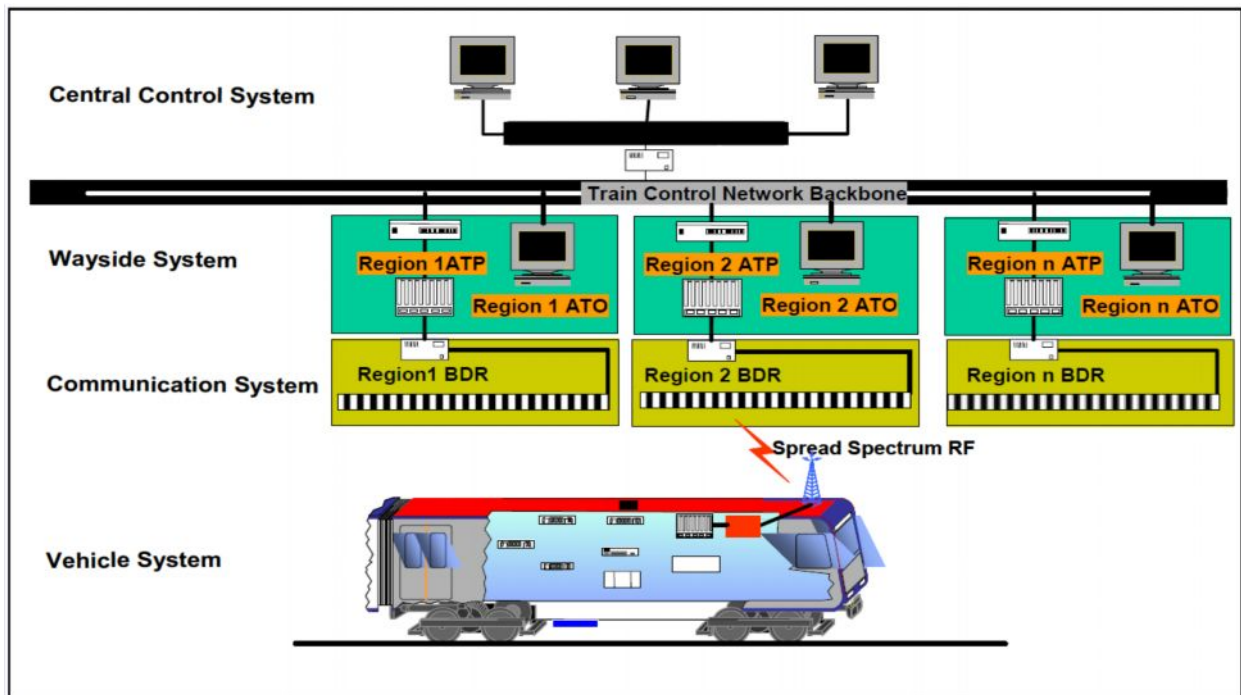 Central Control System
Train Control Network Backbone
Wayside System
Region 1ATP
Region 1 ATO
Region 2 ATP
Region 2 ATO
Region n ATP
Region n ATO
Communication System
Region1 BDR
Region 2 BDR
Region n BDR
Spread Spectrum RF
Vehicle System